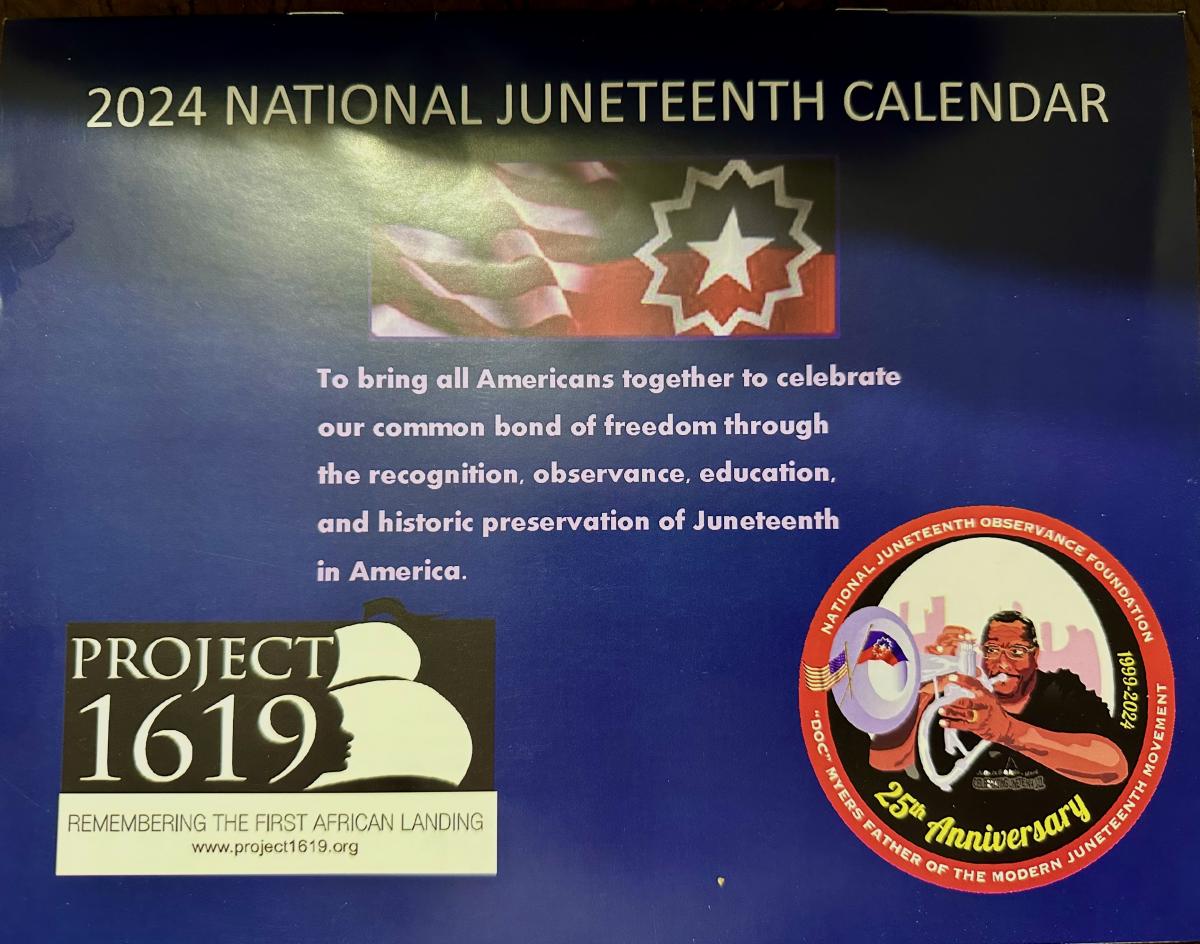 2024 NATIONAL JUNETEENTH CALENDAR
To bring all Americans together to celebrate
our common bond of freedom through
the recognition, observance, education,
and historic preservation of Juneteenth
in America.
PROJECT
1619
REMEMBERING THE FIRST AFRICAN LANDING
www.project1619.org
NATIONAL JUNETEENTH OBSERVANCE FOUNDATION
1999-2024
25th Anniversary
"DOC" MYERS FATHER OF THE MODERN JUNETEENTH MOVEMENT